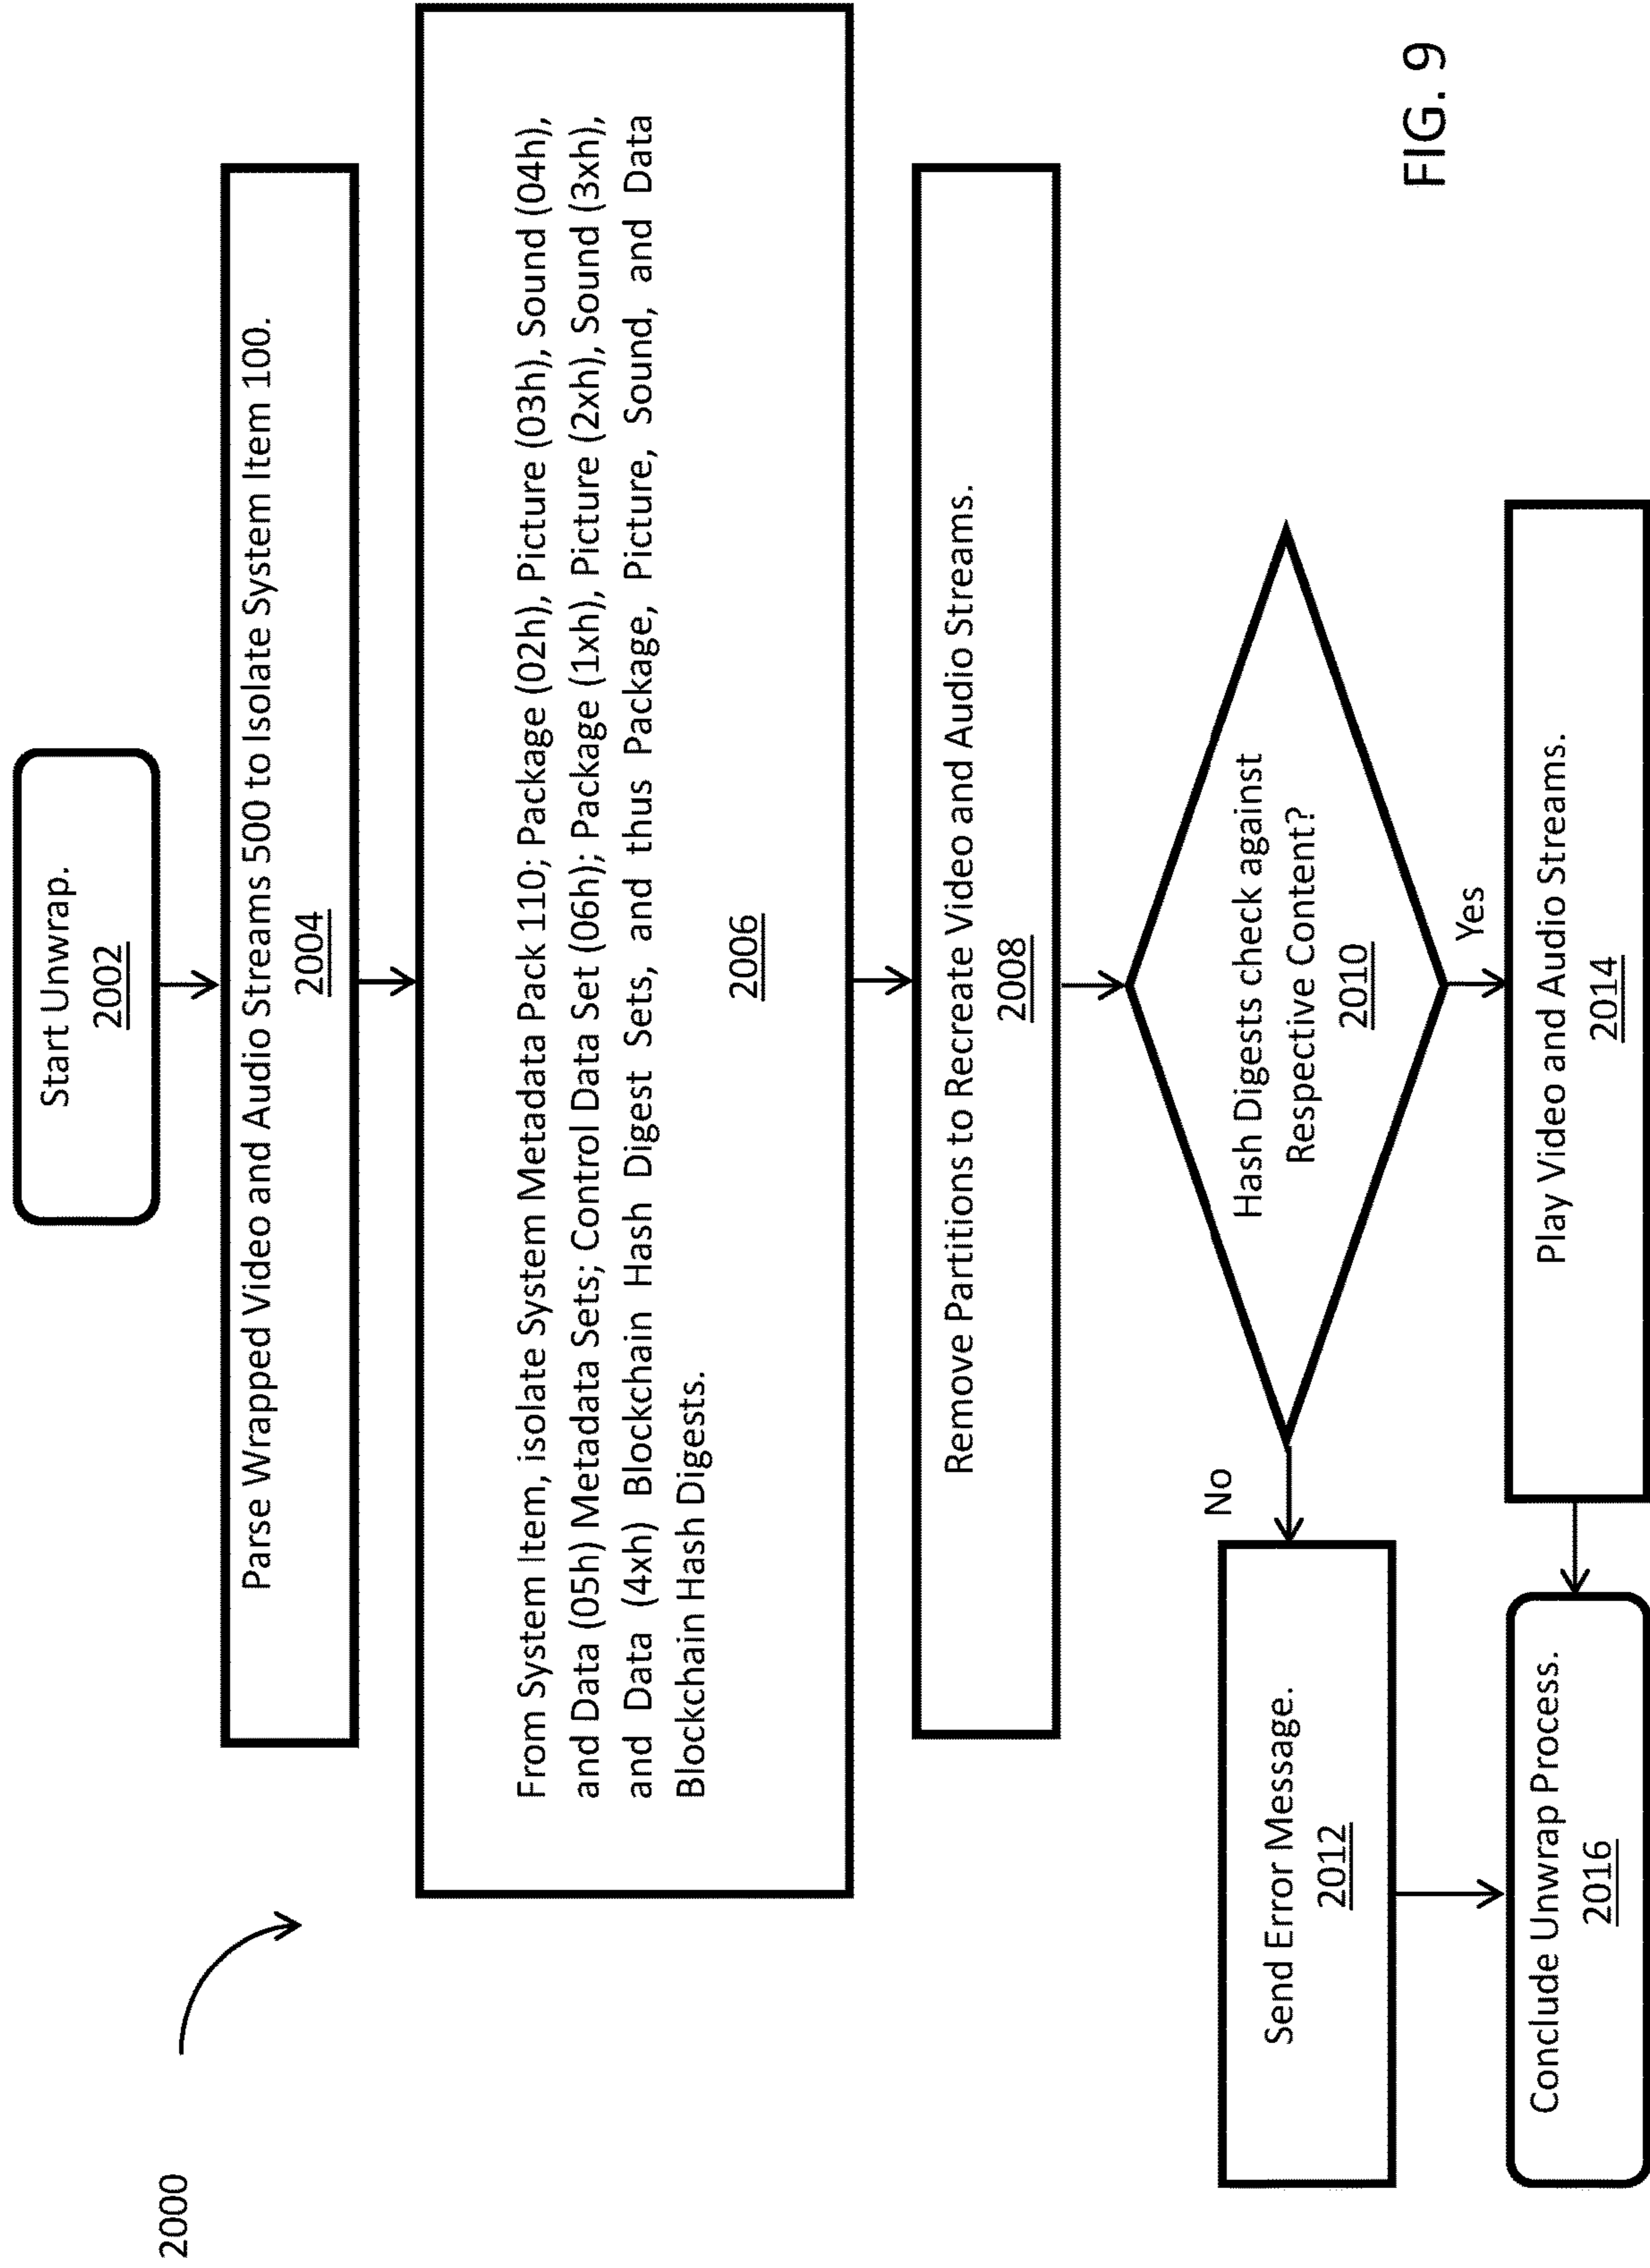 2000
Start Unwrap.
2002
Parse Wrapped Video and Audio Streams 500 to Isolate System Item 100.
2004
From System Item, isolate System Metadata Pack 110; Package (02h), Picture (03h), Sound (04h),
and Data (05h) Metadata Sets; Control Data Set (06h); Package (1xh), Picture (2xh), Sound (3xh),
and Data (4xh) Blockchain Hash Digest Sets, and thus Package, Picture, Sound, and Data
Blockchain Hash Digests.
2006
Remove Partitions to Recreate Video and Audio Streams.
2008
Hash Digests check against
Respective Content?
2010
No
Yes
Send Error Message.
2012
Play Video and Audio Streams.
2014
Conclude Unwrap Process.
2016
FIG. 9